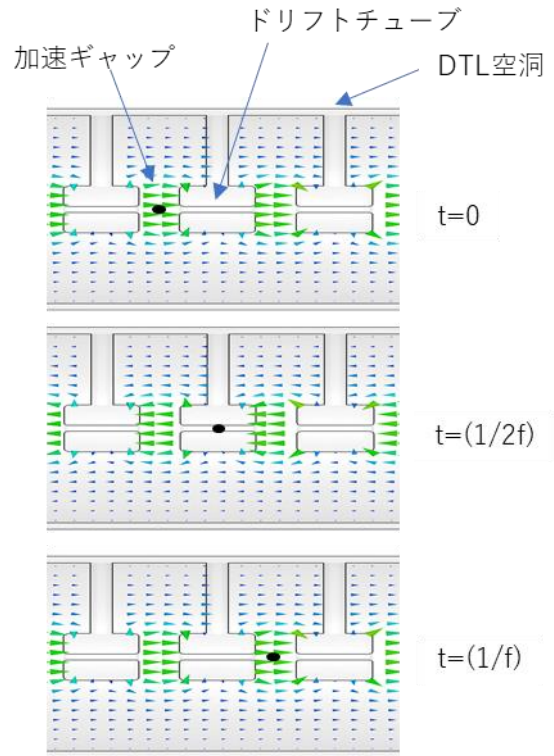 ドリフトチューブ
加速ギャップ
DTL空洞
t=0
t=(1/2f)
t=(1/f)